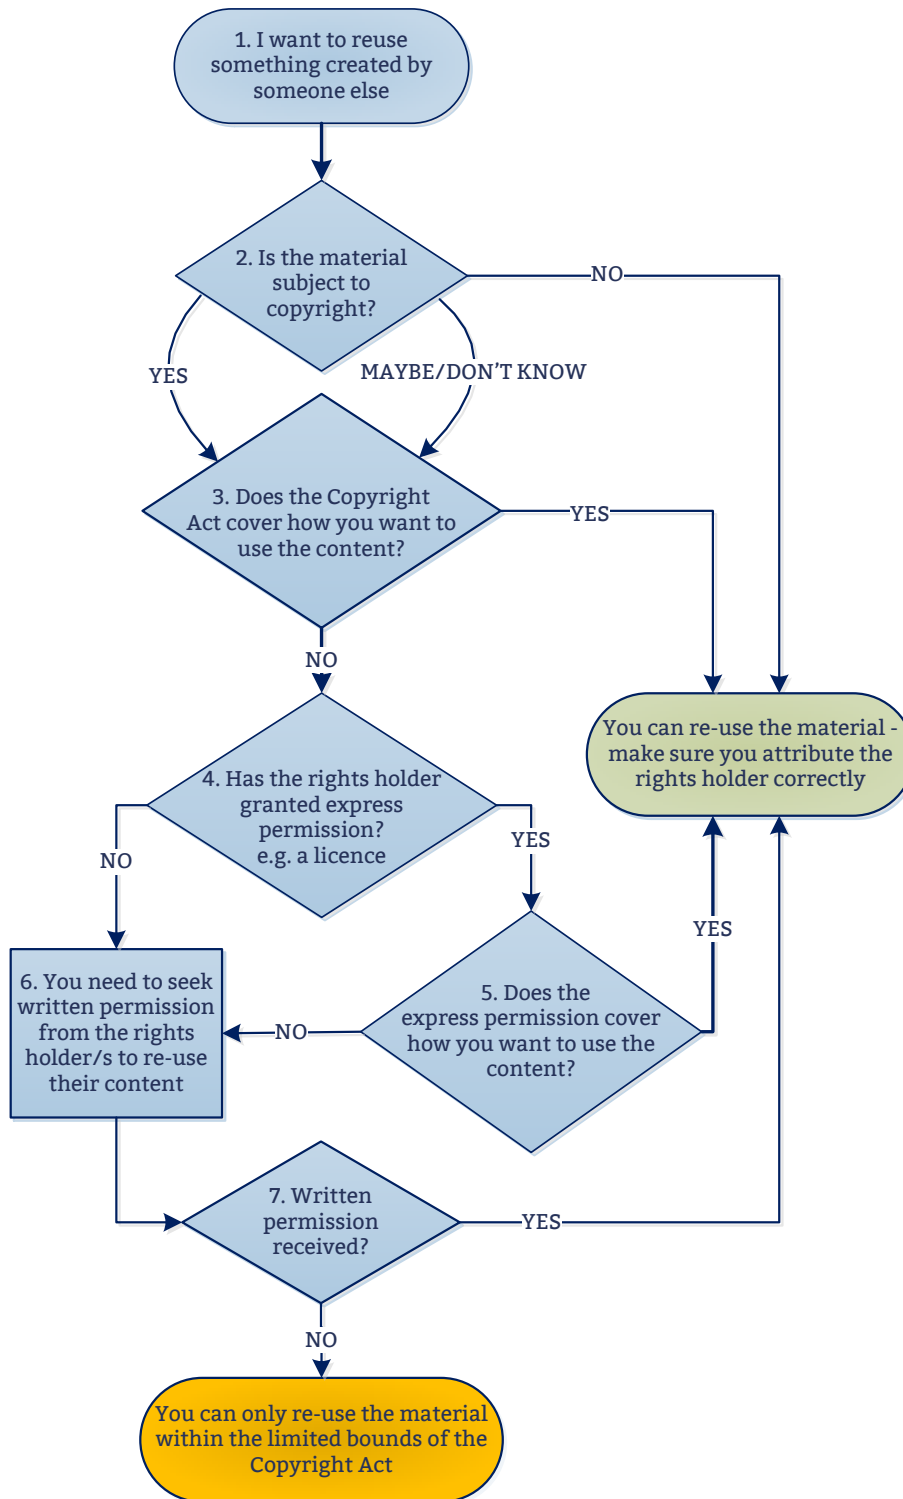 1. I want to reuse
something created by
someone else
2. Is the material
subject to
copyright?
NO
YES
MAYBE/DON'T KNOW
3. Does the Copyright
Act cover how you want to
use the content?
YES
NO
You can re-use the material -
make sure you attribute the
rights holder correctly
4. Has the rights holder
granted express
permission?
e.g. a licence
NO
YES
YES
6. You need to seek
written permission
from the rights
holder/s to re-use
their content
NO
5. Does the
express permission cover
how you want to use the
content?
7. Written
permission
received?
YES
NO
You can only re-use the material
within the limited bounds of the
Copyright Act